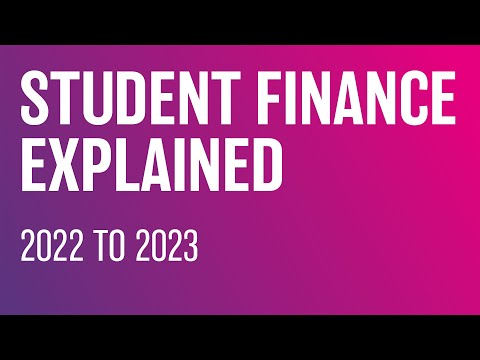 STUDENT FINANCE
EXPLAINED
2022 TO 2023